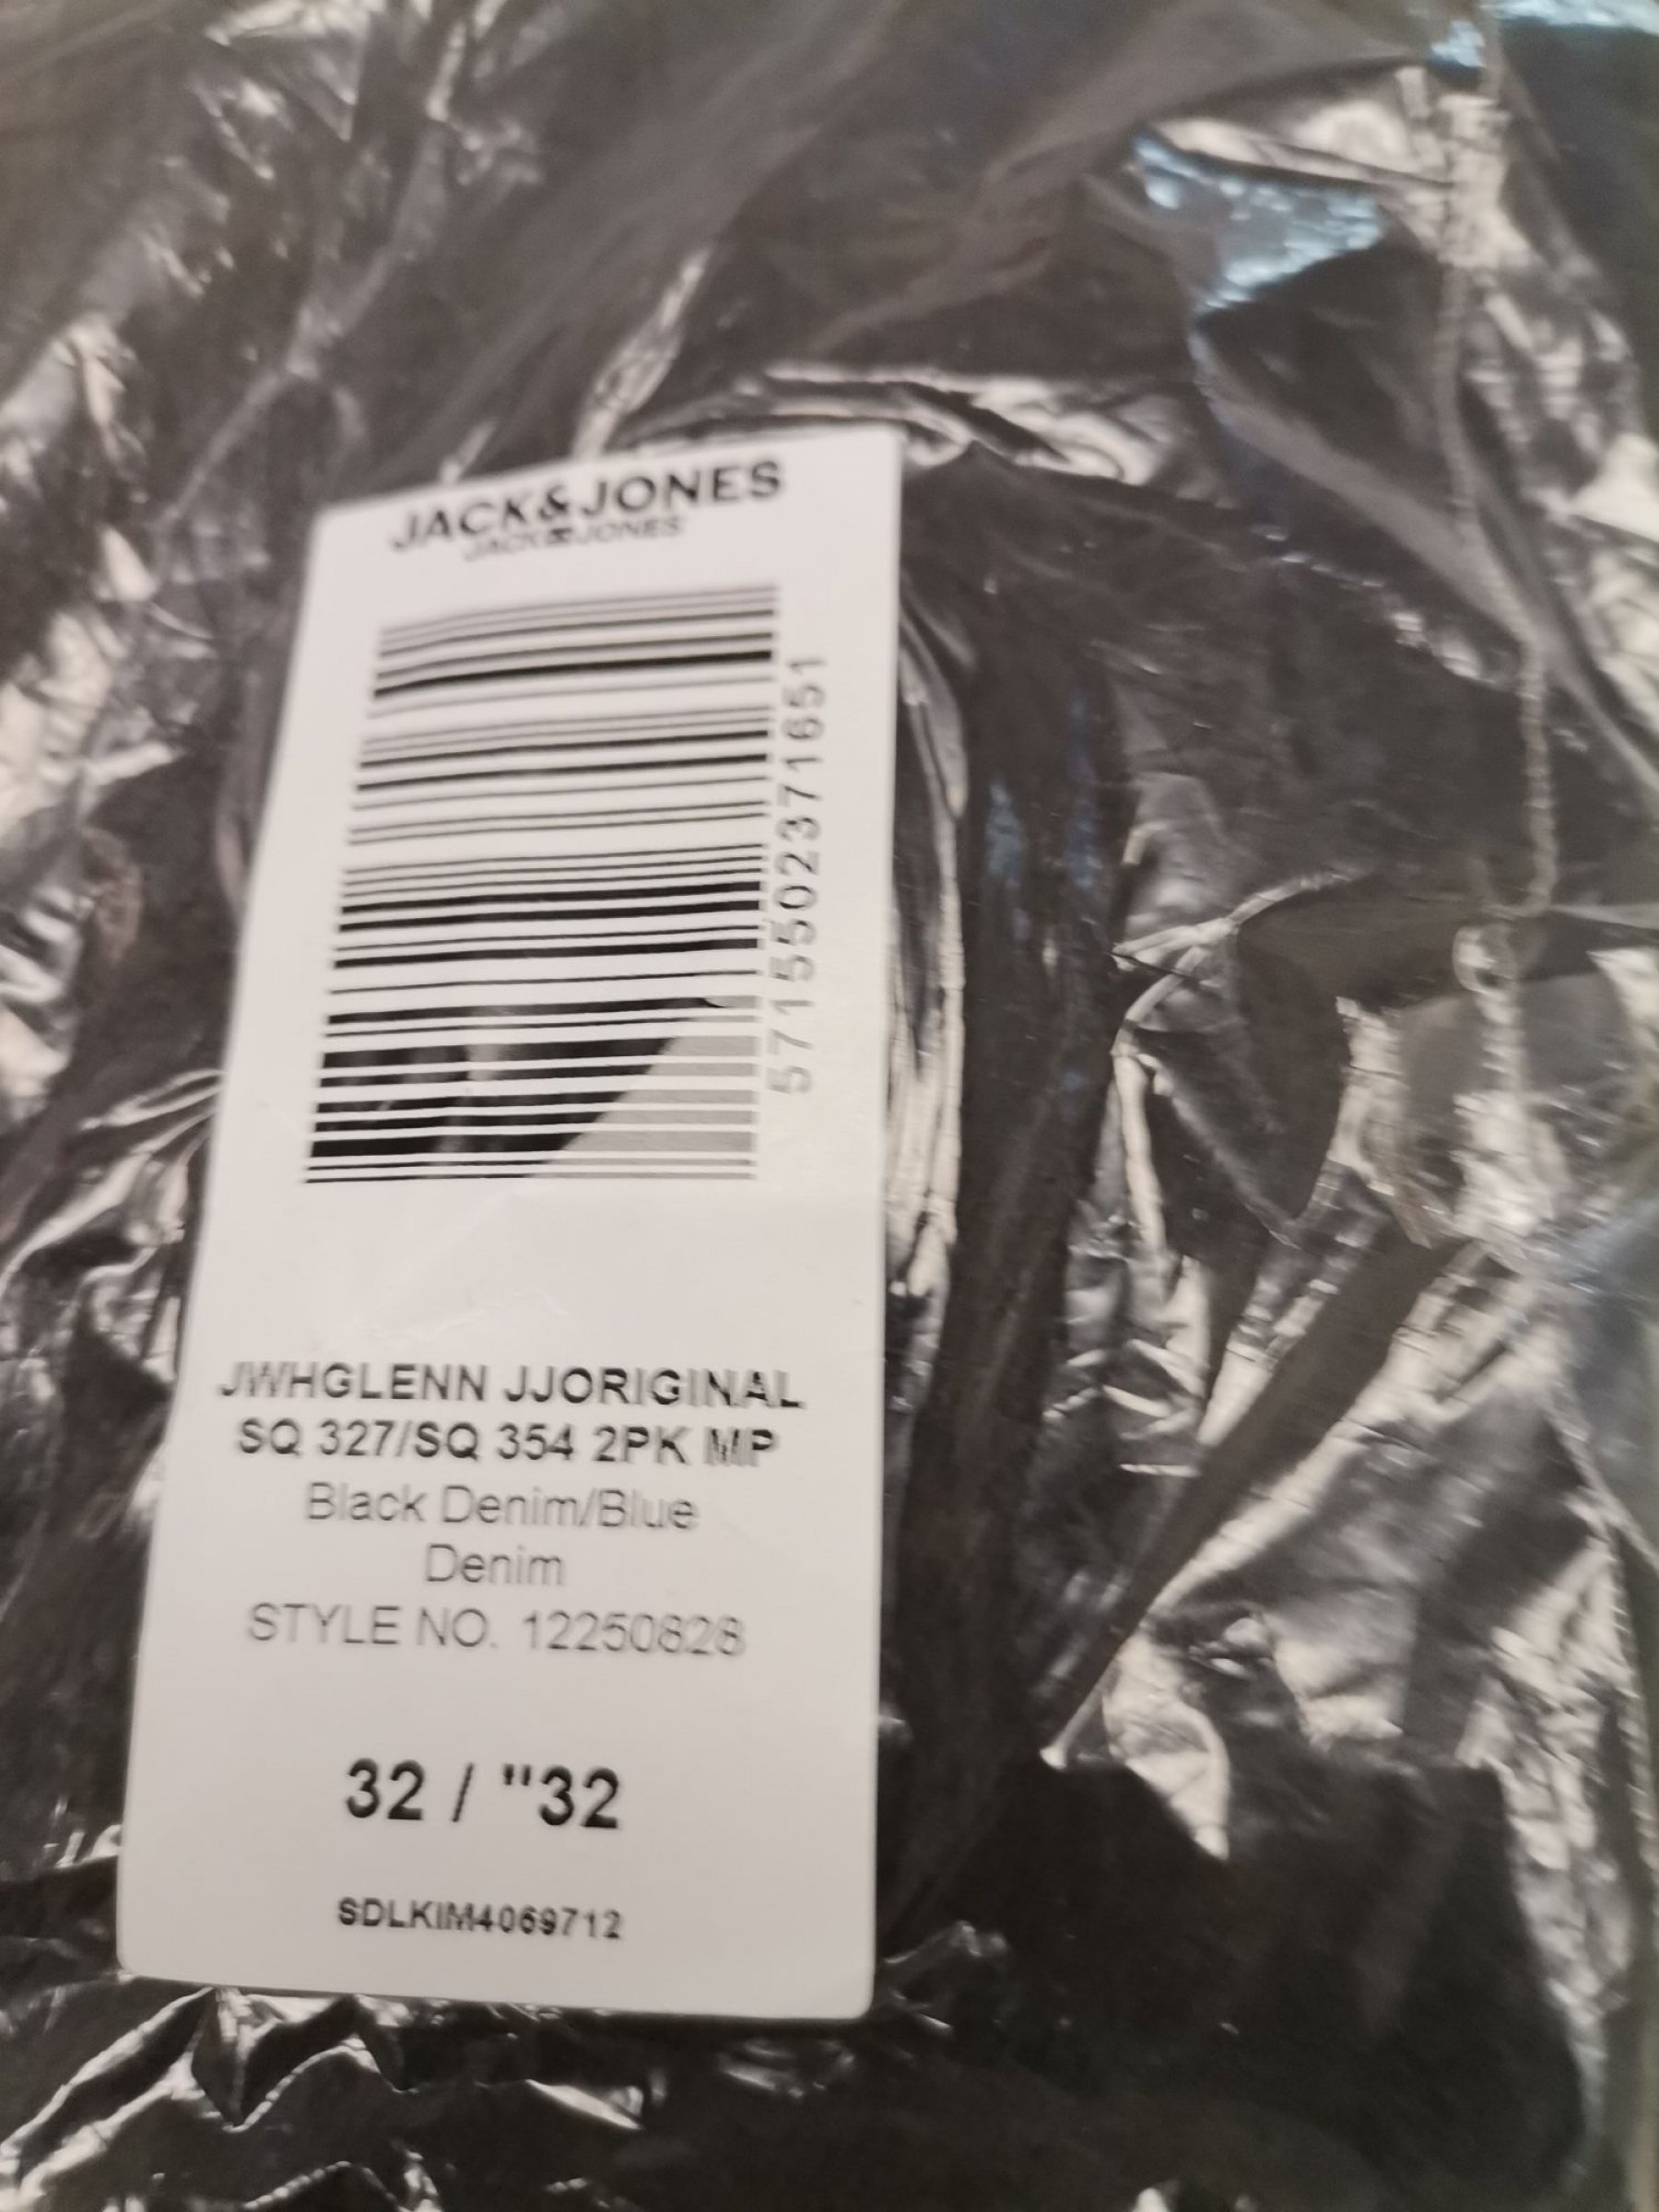 JACK&JONES
JACK&JONES
5715502371651
JWHGLENN JJORIGINAL
SQ 327/SQ 354 2PK MP
Black Denim/Blue
Denim
STYLE NO. 12250828
32 / "32
SDLKIM4069712